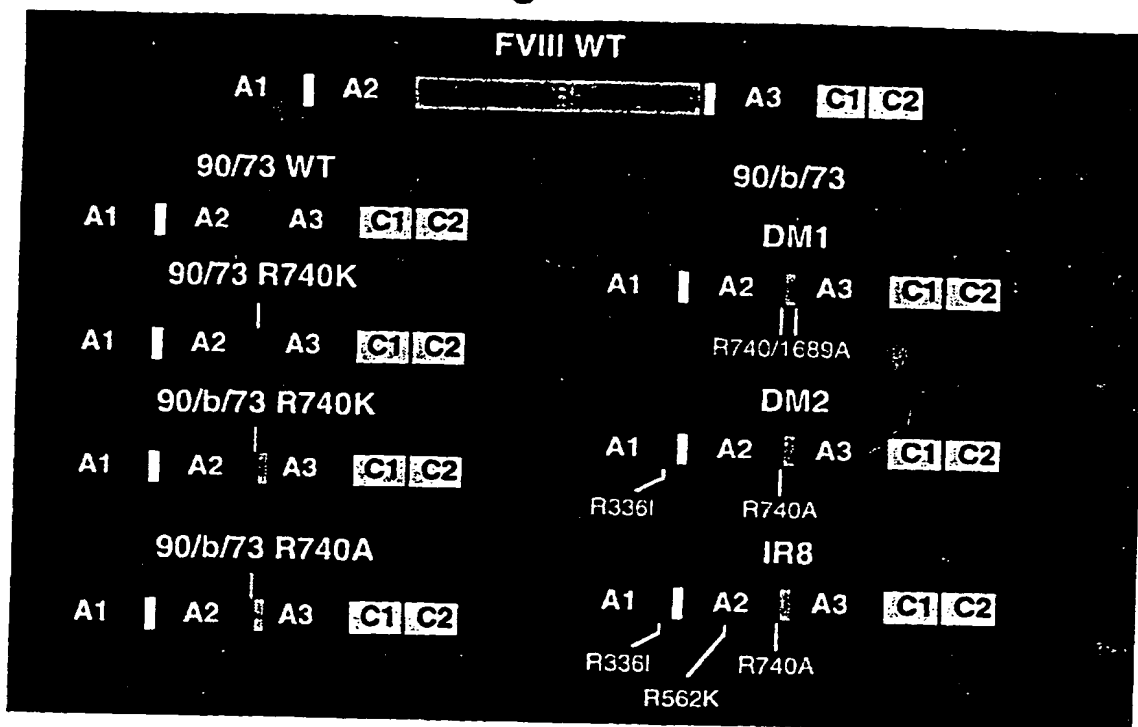 g
FVIII WT
A1 A2 B A3 C1 C2
90/73 WT
A1 A2 A3 C1 C2
90/73 R740K
A1 A2 A3 C1 C2
90/b/73 R740K
A1 A2 A3 C1 C2
90/b/73 R740A
A1 A2 A3 C1 C2
90/b/73
DM1
A1 A2 A3 C1 C2
R740/1689A
DM2
A1 A2 A3 C1 C2
R336I R740A
IR8
A1 A2 A3 C1 C2
R336I R740A
R562K